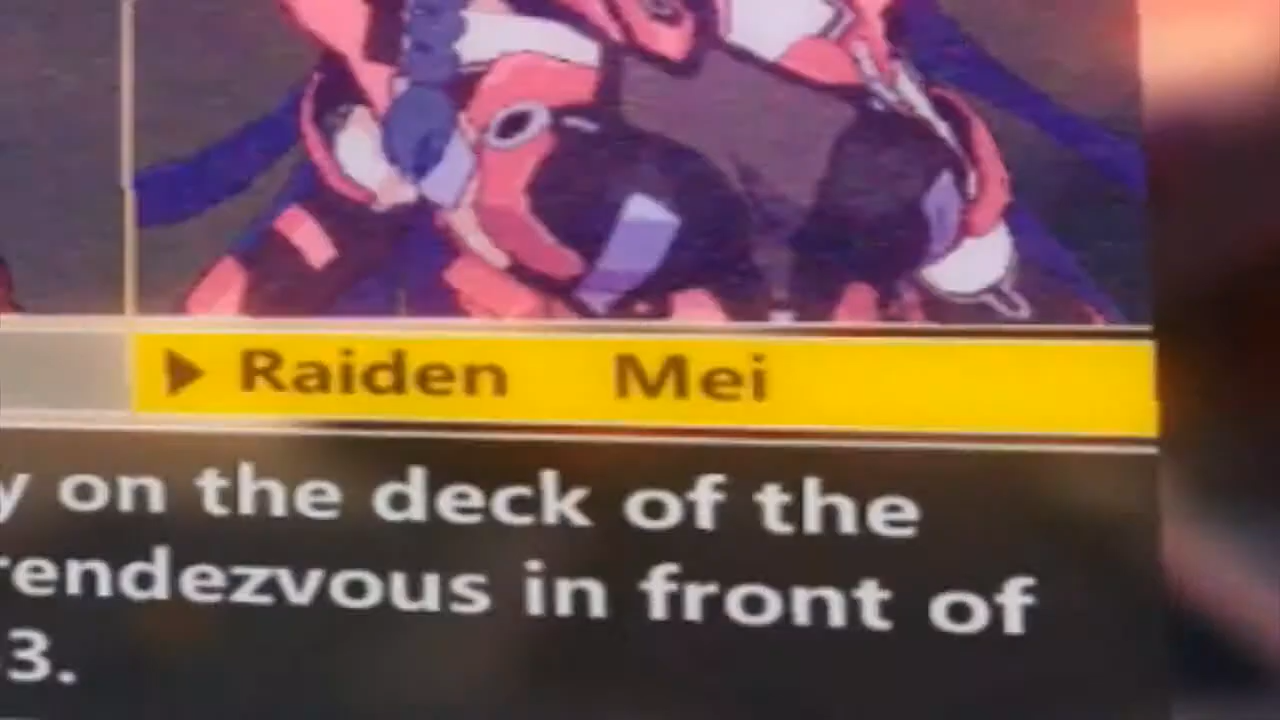 Raiden Mei
y on the deck of the
rendezvous in front of
3.